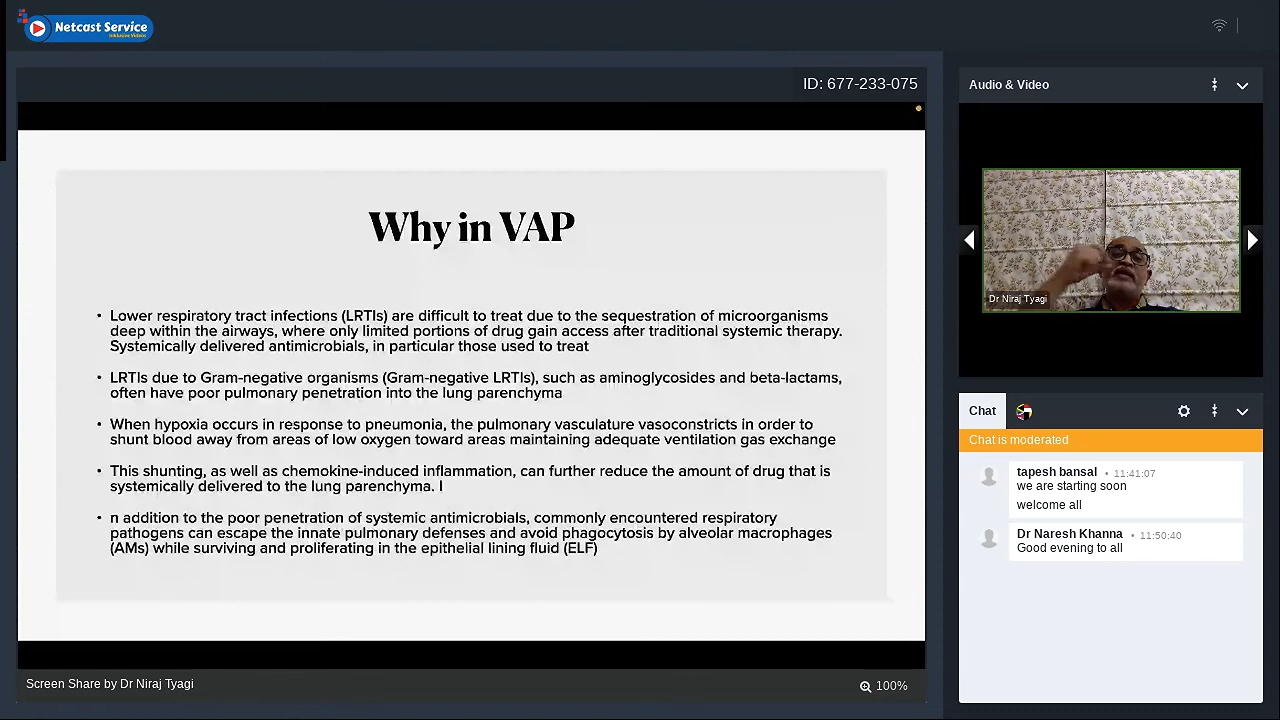 Netcast Service
Inklusive Videos
ID: 677-233-075
Why in VAP
• Lower respiratory tract infections (LRTIs) are difficult to treat due to the sequestration of microorganisms
deep within the airways, where only limited portions of drug gain access after traditional systemic therapy.
Systemically delivered antimicrobials, in particular those used to treat
• LRTIs due to Gram-negative organisms (Gram-negative LRTIs), such as aminoglycosides and beta-lactams,
often have poor pulmonary penetration into the lung parenchyma
• When hypoxia occurs in response to pneumonia, the pulmonary vasculature vasoconstricts in order to
shunt blood away from areas of low oxygen toward areas maintaining adequate ventilation gas exchange
• This shunting, as well as chemokine-induced inflammation, can further reduce the amount of drug that is
systemically delivered to the lung parenchyma. I
• n addition to the poor penetration of systemic antimicrobials, commonly encountered respiratory
pathogens can escape the innate pulmonary defenses and avoid phagocytosis by alveolar macrophages
(AMs) while surviving and proliferating in the epithelial lining fluid (ELF)
Screen Share by Dr Niraj Tyagi
100%
Audio & Video
Dr Niraj Tyagi
Chat
Chat is moderated
tapesh bansal • 11:41:07
we are starting soon
welcome all
Dr Naresh Khanna • 11:50:40
Good evening to all